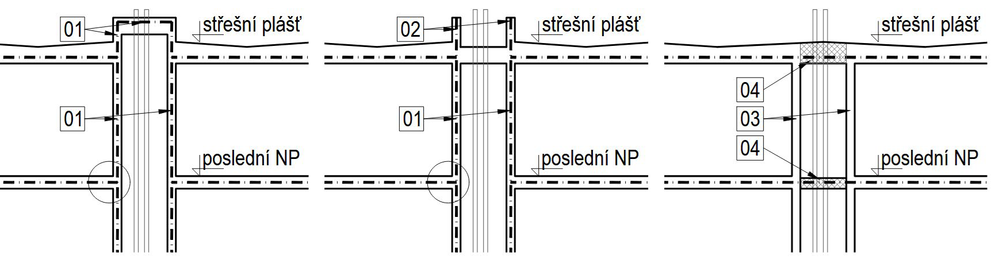 01
střešní plášť
01
poslední NP
02
střešní plášť
01
poslední NP
střešní plášť
04
03
04
poslední NP